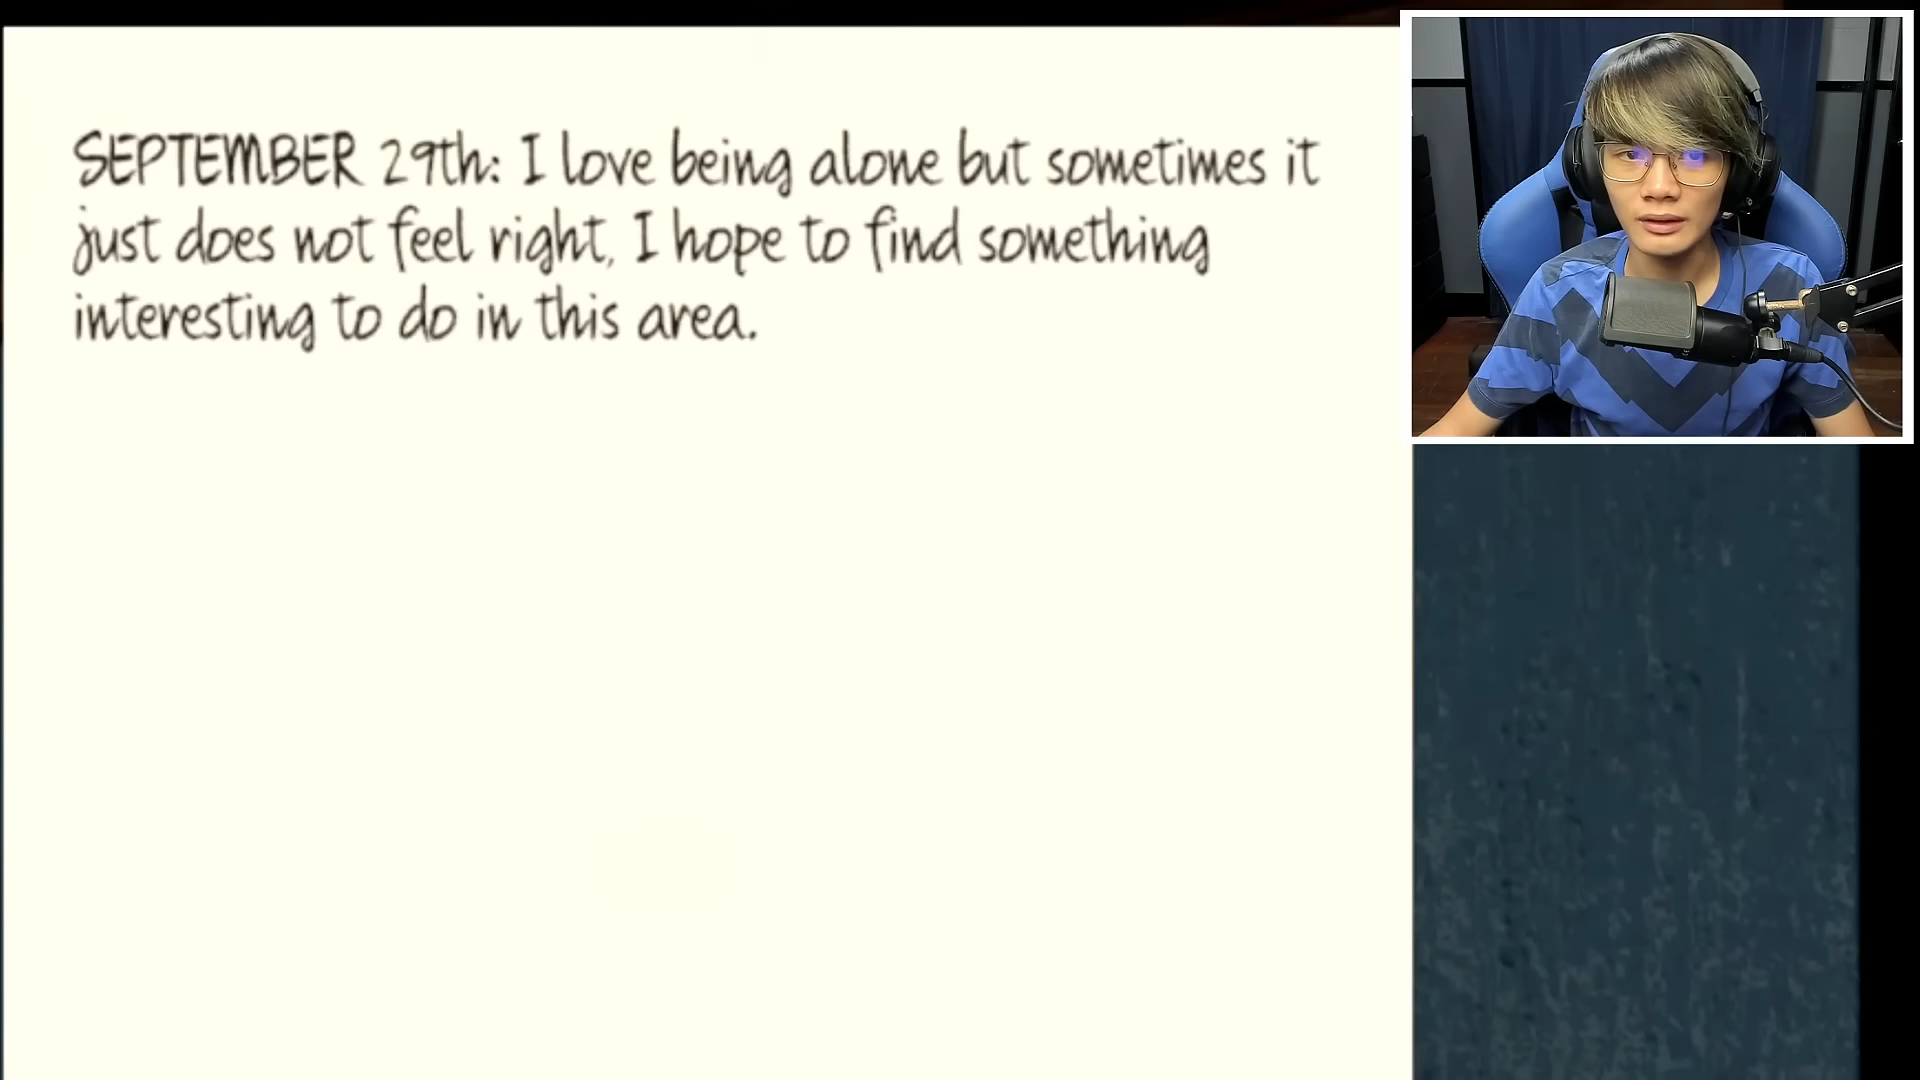 SEPTEMBER 29th: I love being alone but sometimes it
just does not feel right, I hope to find something
interesting to do in this area.